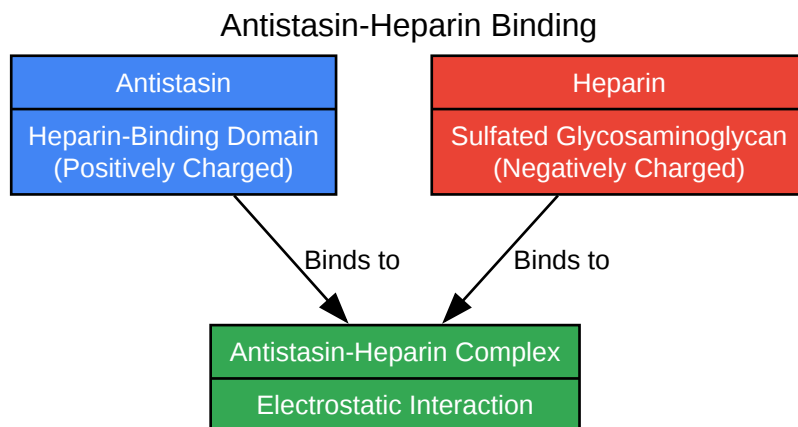 Antistasin-Heparin Binding
Antistasin
Heparin-Binding Domain
(Positively Charged)
Heparin
Sulfated Glycosaminoglycan
(Negatively Charged)
Binds to
Binds to
Antistasin-Heparin Complex
Electrostatic Interaction